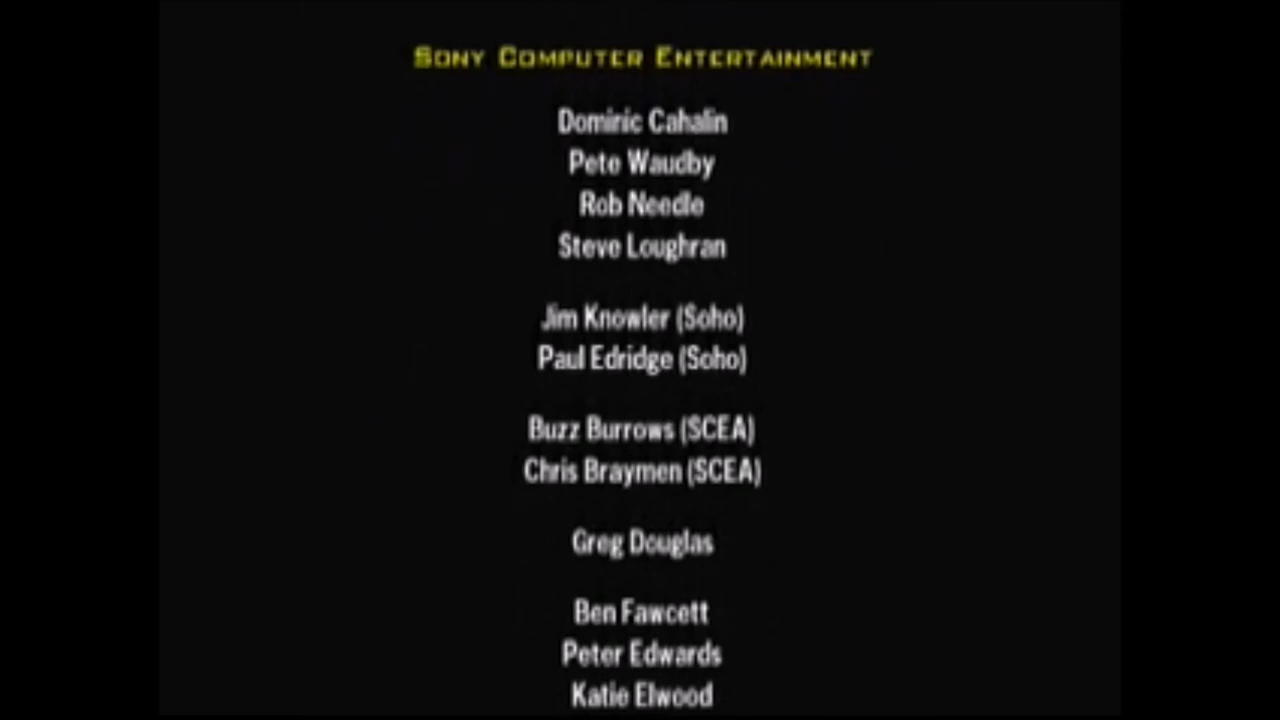 Sony Computer Entertainment
Dominic Cahalin
Pete Waudby
Rob Needle
Steve Loughran
Jim Knowler (Soho)
Paul Edridge (Soho)
Buzz Burrows (SCEA)
Chris Braymen (SCEA)
Greg Douglas
Ben Fawcett
Peter Edwards
Katie Elwood